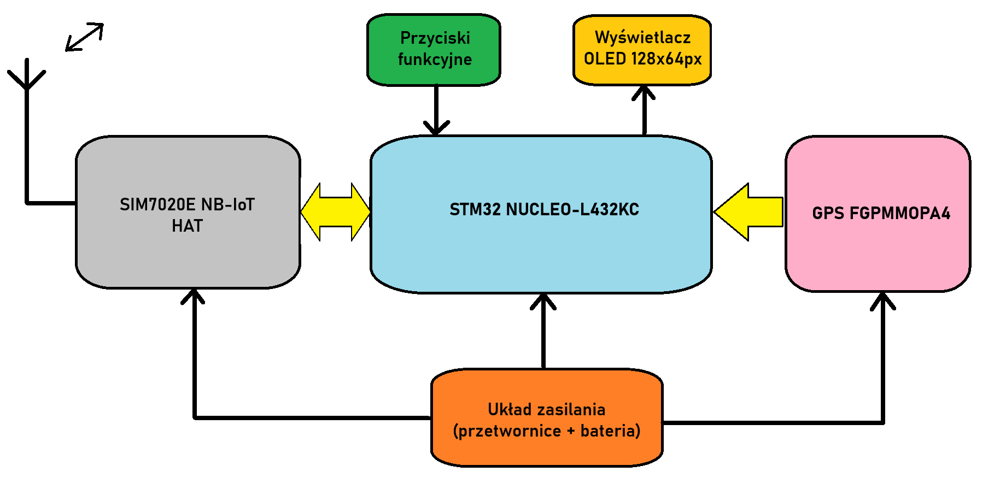 Przyciski
funkcyjne
Wyświetlacz
OLED 128x64px
SIM7020E NB-IoT
HAT
STM32 NUCLEO-L432KC
GPS FGPMMOPA4
Układ zasilania
(przetwornice + bateria)